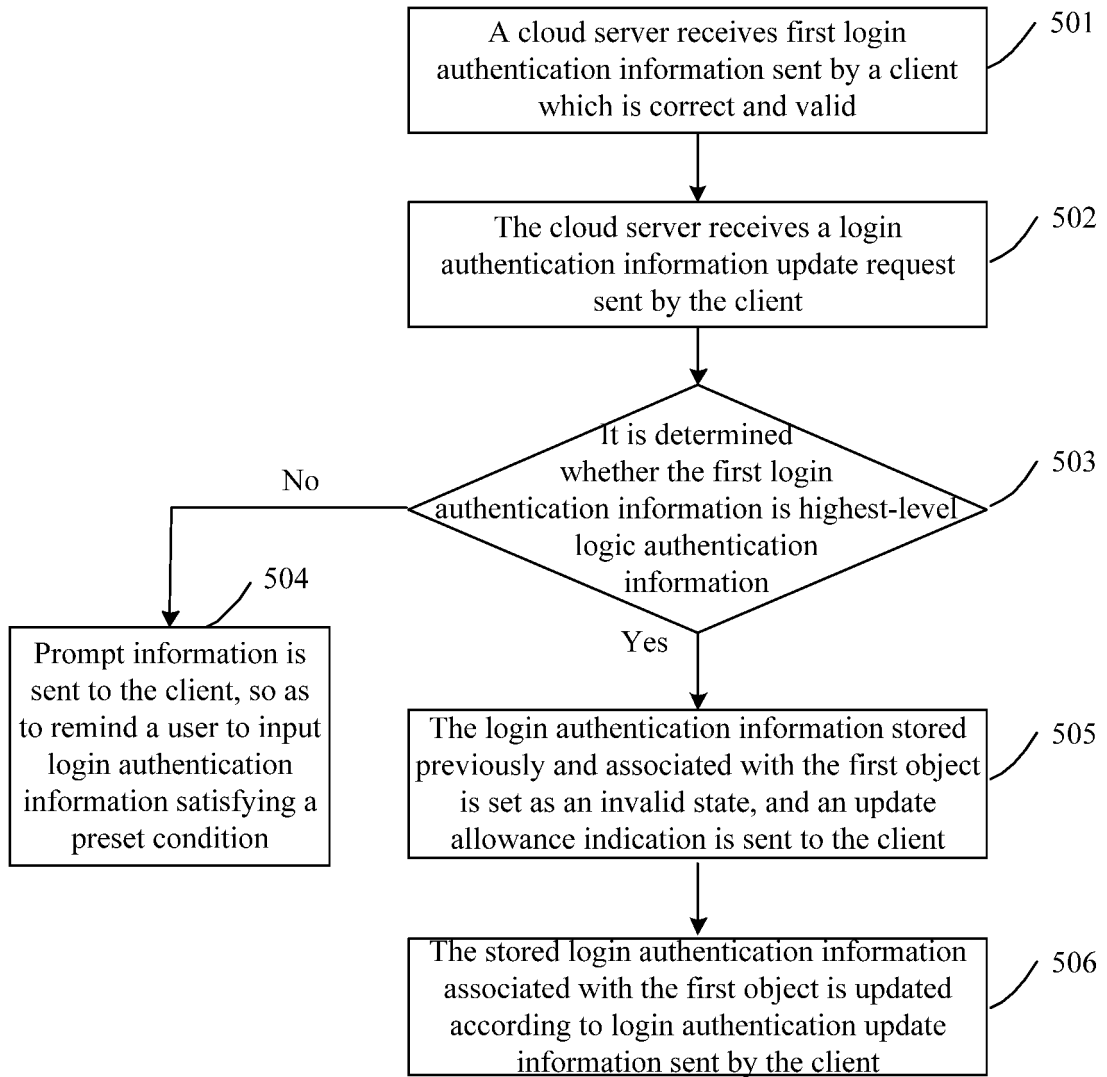 A cloud server receives first login
authentication information sent by a client
which is correct and valid
501
The cloud server receives a login
authentication information update request
sent by the client
502
It is determined
whether the first login
authentication information is highest-level
logic authentication
information
503
No
Yes
504
Prompt information is
sent to the client, so as
to remind a user to input
login authentication
information satisfying a
preset condition
The login authentication information stored
previously and associated with the first object
is set as an invalid state, and an update
allowance indication is sent to the client
505
The stored login authentication information
associated with the first object is updated
according to login authentication update
information sent by the client
506